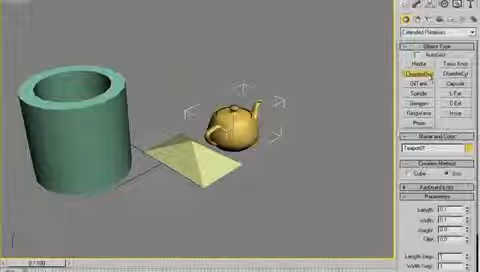 Extended Primitives
Object Type
AutoGrid
Hedra
Torus Knot
ChamferBox
ChamferCyl
OilTank
Capsule
Spindle
L-Ext
Gengon
C-Ext
RingWave
Hose
Prism
Name and Color
Teapot01
Creation Method
Cube
Box
Keyboard Entry
Parameters
Length:
Width:
Height:
Fillet:
Length Segs:
Width Segs:
0 / 100